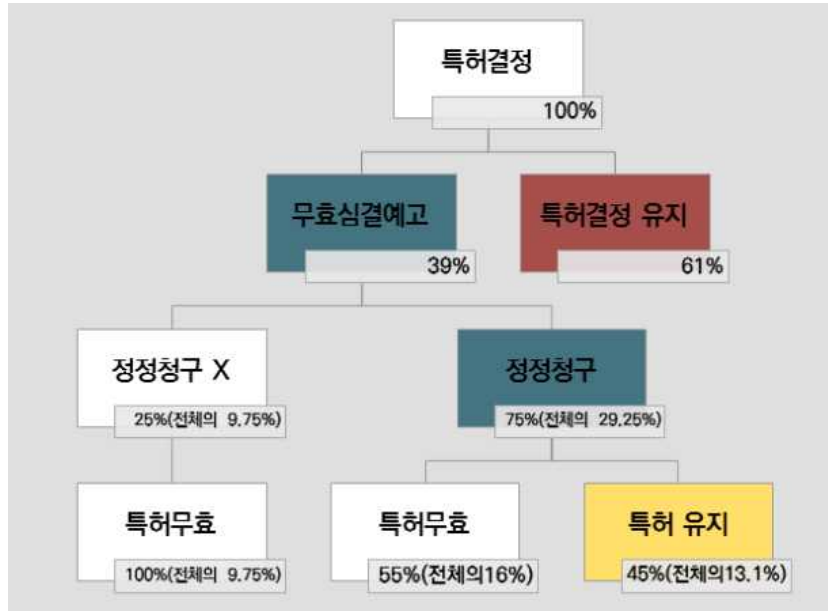 특허결정
100%
무효심결예고
39%
특허결정 유지
61%
정정청구 X
25%(전체의 9.75%)
정정청구
75%(전체의 29.25%)
특허무효
100%(전체의 9.75%)
특허무효
55%(전체의16%)
특허 유지
45%(전체의13.1%)